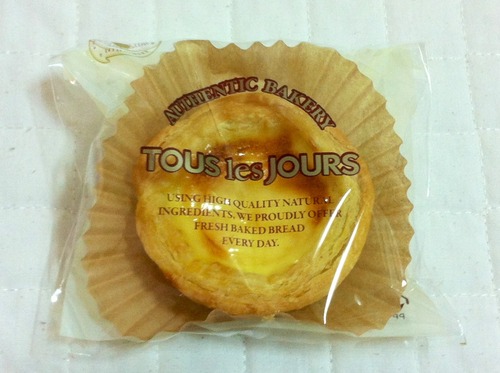 AUTHENTIC BAKERY
TOUS les JOURS
USING HIGH QUALITY NATURAL
INGREDIENTS, WE PROUDLY OFFER
FRESH BAKED BREAD
EVERY DAY.